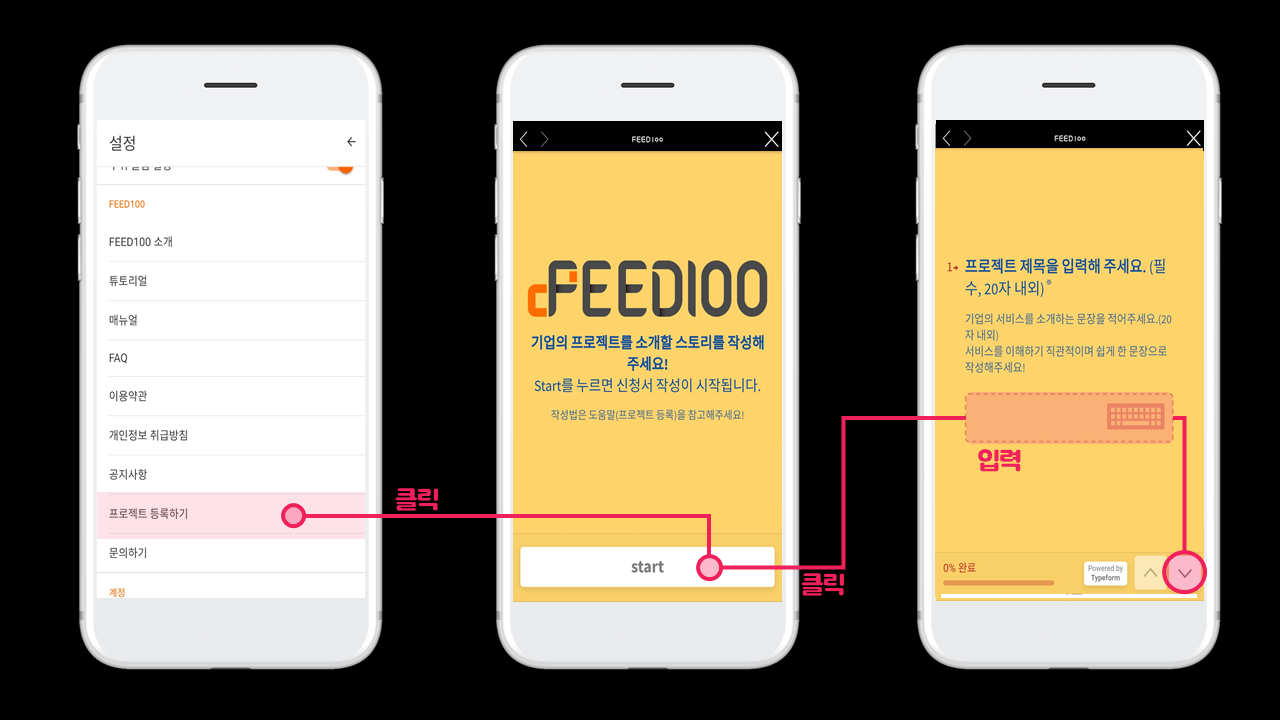 설정
FEED100
FEED100 소개
튜토리얼
매뉴얼
FAQ
이용약관
개인정보 취급방침
공지사항
프로젝트 등록하기
문의하기
계정
클릭
FEED100
FEED100
기업의 프로젝트를 소개할 스토리를 작성해
주세요!
Start를 누르면 신청서 작성이 시작됩니다.
작성법은 도움말(프로젝트 등록)을 참고해주세요!
start
클릭
FEED100
1→ 프로젝트 제목을 입력해 주세요. (필
수, 20자 내외) *
기업의 서비스를 소개하는 문장을 적어주세요.(20
자 내외)
서비스를 이해하기 직관적이며 쉽게 한 문장으로
작성해주세요!
입력
0% 완료
Powered by
Typeform